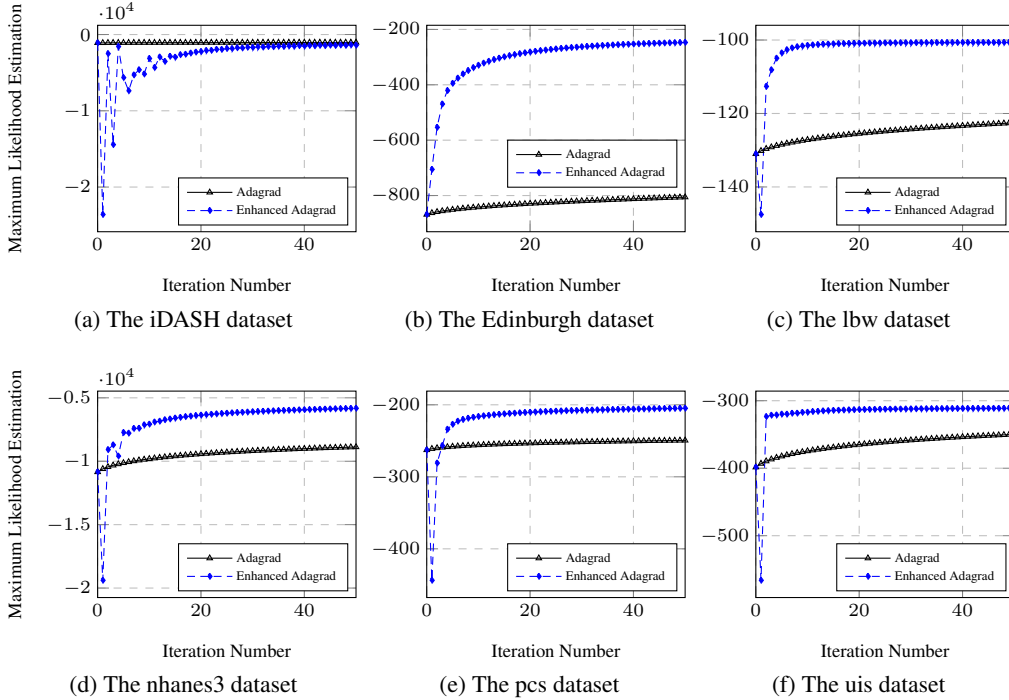 ·10⁴
0
−1
−2
0
20
40
Maximum Likelihood Estimation
Iteration Number
Adagrad
Enhanced Adagrad
(a) The iDASH dataset
−200
−400
−600
−800
0
20
40
Iteration Number
Adagrad
Enhanced Adagrad
(b) The Edinburgh dataset
−100
−120
−140
0
20
40
Iteration Number
Adagrad
Enhanced Adagrad
(c) The lbw dataset
·10⁴
−0.5
−1
−1.5
−2
0
20
40
Maximum Likelihood Estimation
Iteration Number
Adagrad
Enhanced Adagrad
(d) The nhanes3 dataset
−200
−300
−400
0
20
40
Iteration Number
Adagrad
Enhanced Adagrad
(e) The pcs dataset
−300
−400
−500
0
20
40
Iteration Number
Adagrad
Enhanced Adagrad
(f) The uis dataset